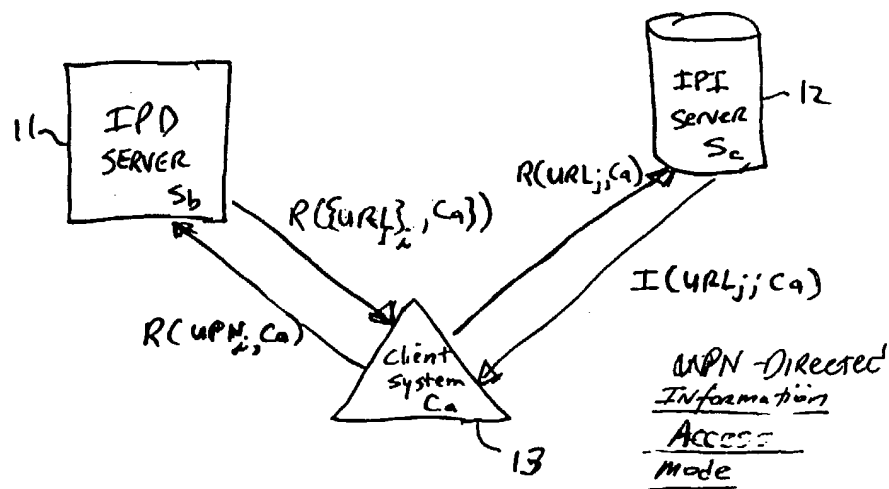 11
IPD
SERVER
Sb
IPI
SERVER
Sc
12
R(URLj, Ca)
R({URL}i, Ca})
I(URLj; Ca)
R(UPNi, Ca)
Client
System
Ca
13
UPN-Directed
Information
Access
Mode